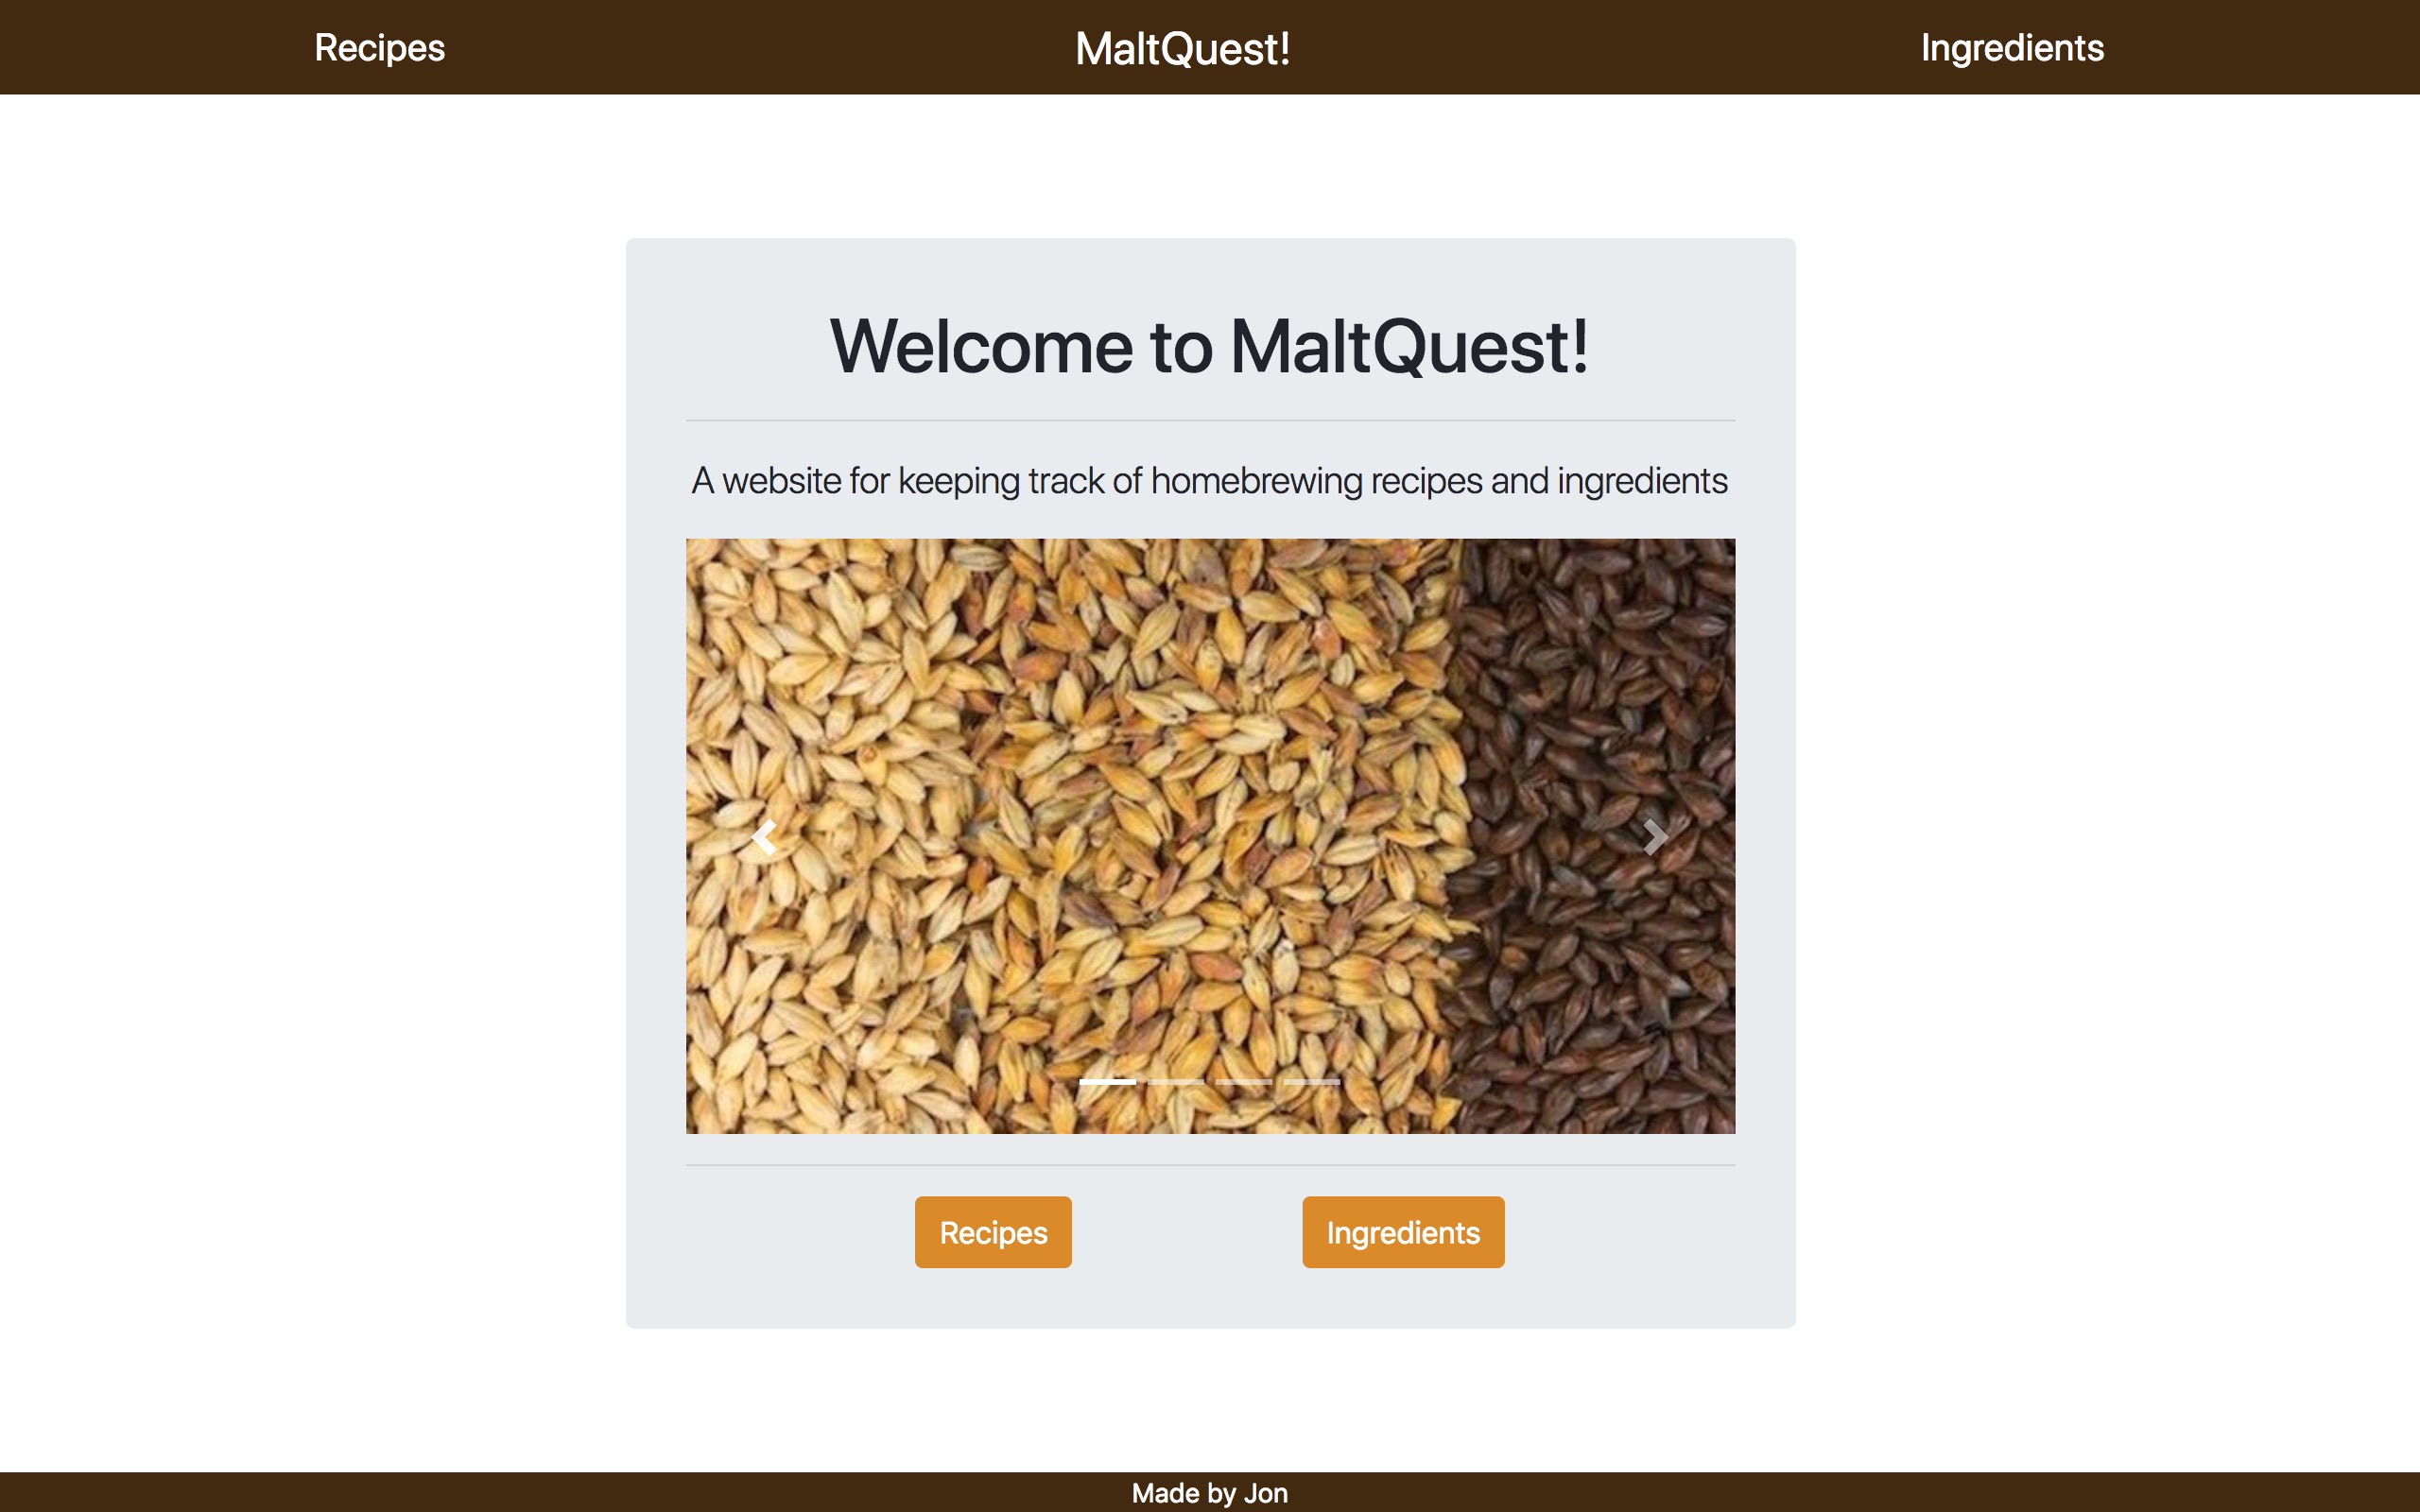 Recipes MaltQuest! Ingredients
Welcome to MaltQuest!
A website for keeping track of homebrewing recipes and ingredients
Recipes Ingredients
Made by Jon